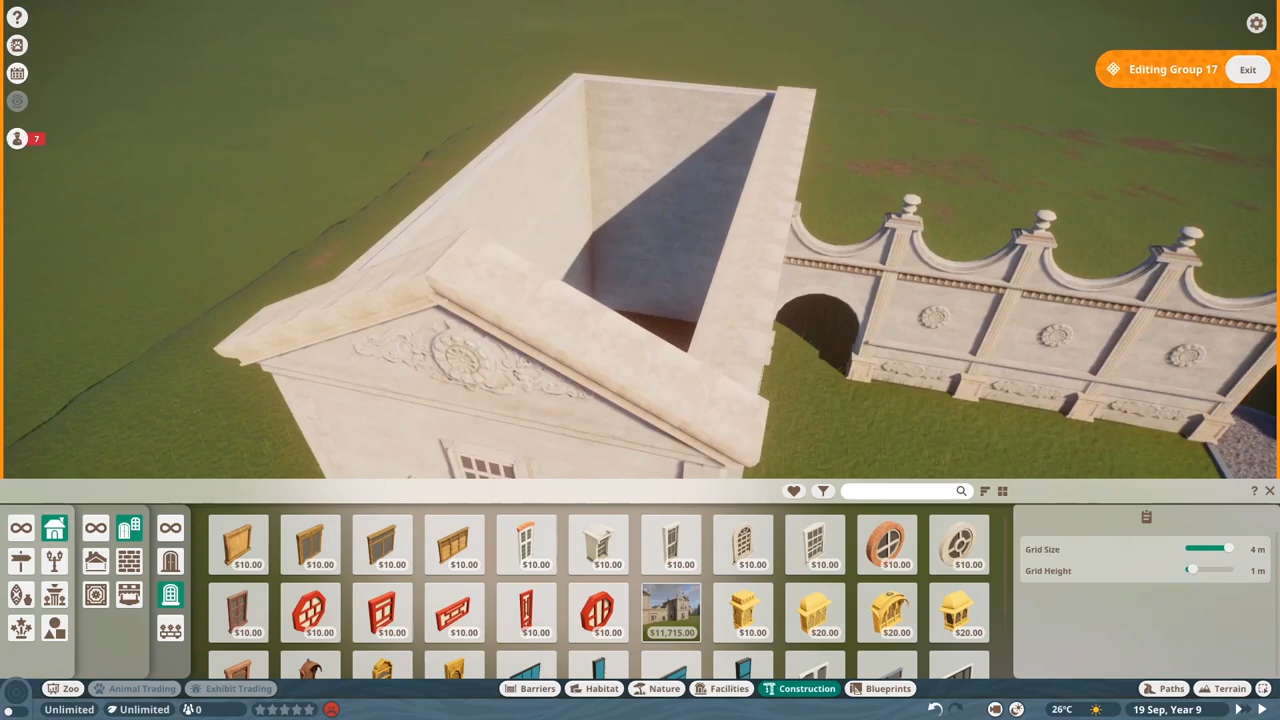 ?
Editing Group 17 Exit
7
?
Grid Size 4 m
Grid Height 1 m
$10.00 $10.00 $10.00 $10.00 $10.00 $10.00 $10.00 $10.00 $10.00 $10.00 $10.00
$10.00 $10.00 $10.00 $10.00 $10.00 $10.00 $11,715.00 $10.00 $20.00 $20.00 $20.00
Zoo Animal Trading Exhibit Trading Barriers Habitat Nature Facilities Construction Blueprints Paths Terrain
Unlimited Unlimited 0 26°C 19 Sep, Year 9